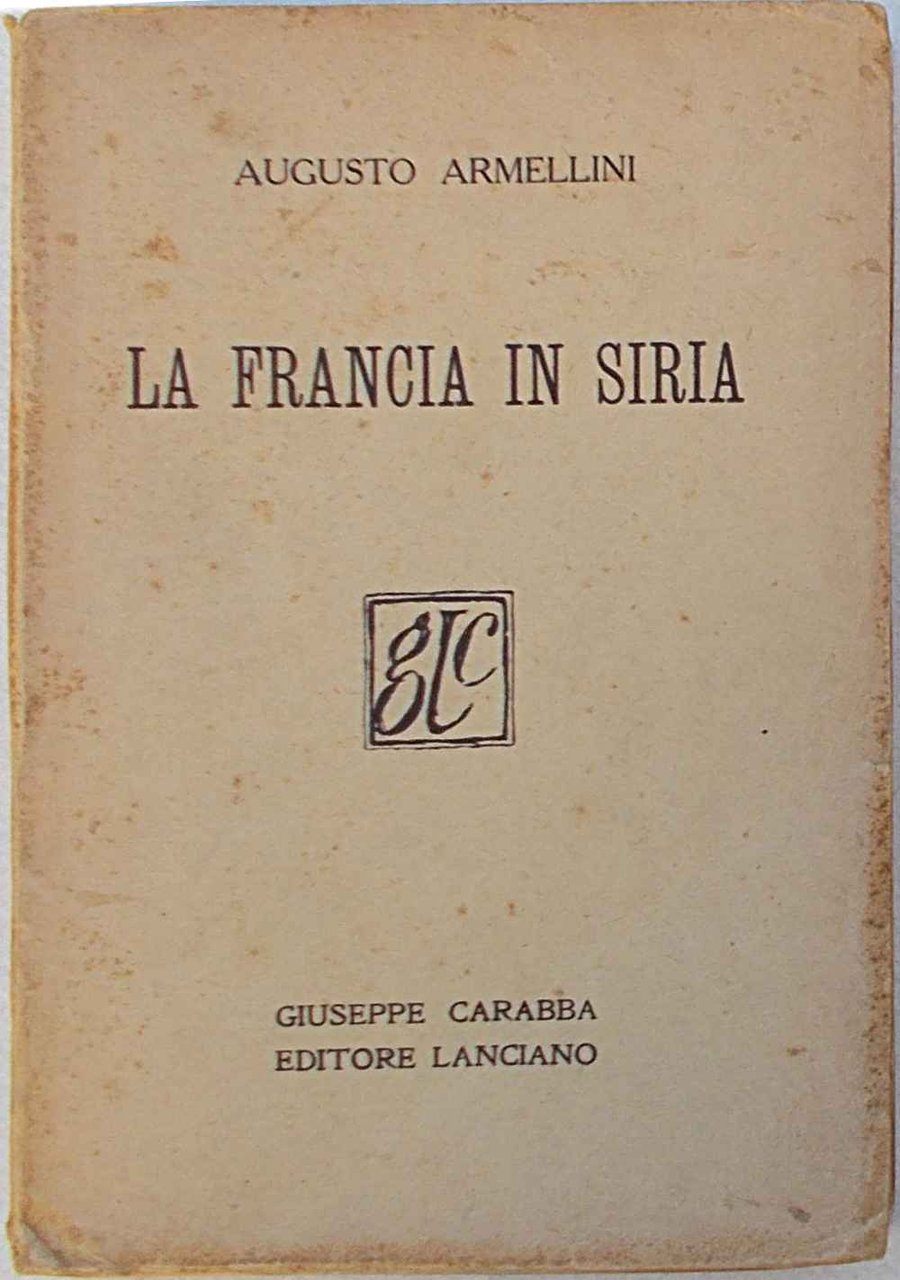 AUGUSTO ARMELLINI
LA FRANCIA IN SIRIA
glc
GIUSEPPE CARABBA
EDITORE LANCIANO